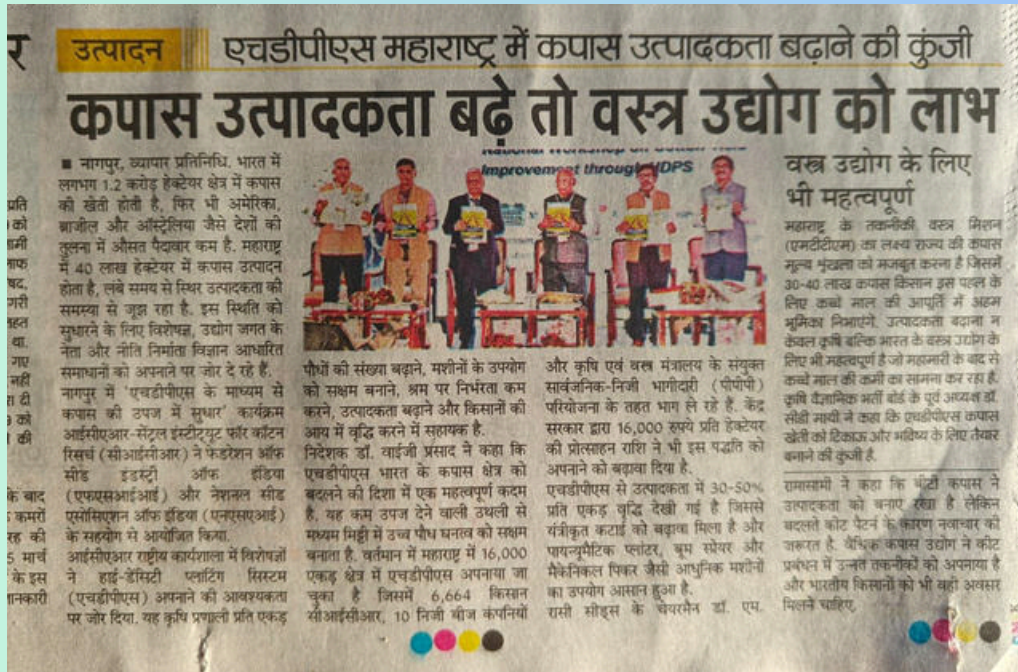 उत्पादन
एचडीपीएस महाराष्ट्र में कपास उत्पादकता बढ़ाने की कुंजी
कपास उत्पादकता बढ़े तो वस्त्र उद्योग को लाभ
■ नागपुर, व्यापार प्रतिनिधि. भारत में
लगभग 1.2 करोड़ हेक्टेयर क्षेत्र में कपास
की खेती होती है, फिर भी अमेरिका,
ब्राजील और ऑस्ट्रेलिया जैसे देशों की
तुलना में औसत पैदावार कम है. महाराष्ट्र
में 40 लाख हेक्टेयर में कपास उत्पादन
होता है, लंबे समय से स्थिर उत्पादकता की
समस्या से जूझ रहा है. इस स्थिति को
सुधारने के लिए विशेषज्ञ, उद्योग जगत के
नेता और नीति निर्माता विज्ञान आधारित
समाधानों को अपनाने पर जोर दे रहे हैं.
नागपुर में 'एचडीपीएस के माध्यम से
कपास की उपज में सुधार' कार्यक्रम
आईसीएआर-सेंट्रल इंस्टीट्यूट फॉर कॉटन
रिसर्च (सीआईसीआर) ने फेडरेशन ऑफ
सीड इंडस्ट्री ऑफ इंडिया
(एफएसआईआई) और नेशनल सीड
एसोसिएशन ऑफ इंडिया (एनएसएआई)
के सहयोग से आयोजित किया.
आईसीएआर राष्ट्रीय कार्यशाला में विशेषज्ञों
ने हाई-डेंसिटी प्लांटिंग सिस्टम
(एचडीपीएस) अपनाने की आवश्यकता
पर जोर दिया. यह कृषि प्रणाली प्रति एकड़
Improvement through HDPS
पौधों की संख्या बढ़ाने, मशीनों के उपयोग
को सक्षम बनाने, श्रम पर निर्भरता कम
करने, उत्पादकता बढ़ाने और किसानों की
आय में वृद्धि करने में सहायक है.
निदेशक डॉ. वाईजी प्रसाद ने कहा कि
एचडीपीएस भारत के कपास क्षेत्र को
बदलने की दिशा में एक महत्वपूर्ण कदम
है. यह कम उपज देने वाली उथली से
मध्यम मिट्टी में उच्च पौध घनत्व को सक्षम
बनाता है. वर्तमान में महाराष्ट्र में 16,000
एकड़ क्षेत्र में एचडीपीएस अपनाया जा
चुका है जिसमें 6,664 किसान
सीआईसीआर, 10 निजी बीज कंपनियों
और कृषि एवं वस्त्र मंत्रालय के संयुक्त
सार्वजनिक-निजी भागीदारी (पीपीपी)
परियोजना के तहत भाग ले रहे हैं. केंद्र
सरकार द्वारा 16,000 रुपये प्रति हेक्टेयर
की प्रोत्साहन राशि ने भी इस पद्धति को
अपनाने को बढ़ावा दिया है.
एचडीपीएस से उत्पादकता में 30-50%
प्रति एकड़ वृद्धि देखी गई है जिससे
यंत्रीकृत कटाई को बढ़ावा मिला है और
पायन्युमैटिक प्लांटर, बूम स्प्रेयर और
मैकेनिकल पिकर जैसी आधुनिक मशीनों
का उपयोग आसान हुआ है.
रासी सीड्स के चेयरमैन डॉ. एम.
वस्त्र उद्योग के लिए
भी महत्वपूर्ण
महाराष्ट्र के तकनीकी वस्त्र मिशन
(एमटीटीएम) का लक्ष्य राज्य की कपास
मूल्य श्रृंखला को मजबूत करना है जिसमें
30-40 लाख कपास किसान इस पहल के
लिए कच्चे माल की आपूर्ति में अहम
भूमिका निभाएंगे. उत्पादकता बढ़ाना न
केवल कृषि बल्कि भारत के वस्त्र उद्योग के
लिए भी महत्वपूर्ण है जो महामारी के बाद से
कच्चे माल की कमी का सामना कर रहा है.
कृषि वैज्ञानिक भर्ती बोर्ड के पूर्व अध्यक्ष डॉ.
सीडी मायी ने कहा कि एचडीपीएस कपास
खेती को टिकाऊ और भविष्य के लिए तैयार
बनाने की कुंजी है.
रामासामी ने कहा कि बीटी कपास ने
उत्पादकता को बनाए रखा है लेकिन
बदलते कीट पैटर्न के कारण नवाचार की
जरूरत है. वैश्विक कपास उद्योग ने कीट
प्रबंधन में उन्नत तकनीकों को अपनाया है
और भारतीय किसानों को भी वही अवसर
मिलने चाहिए.